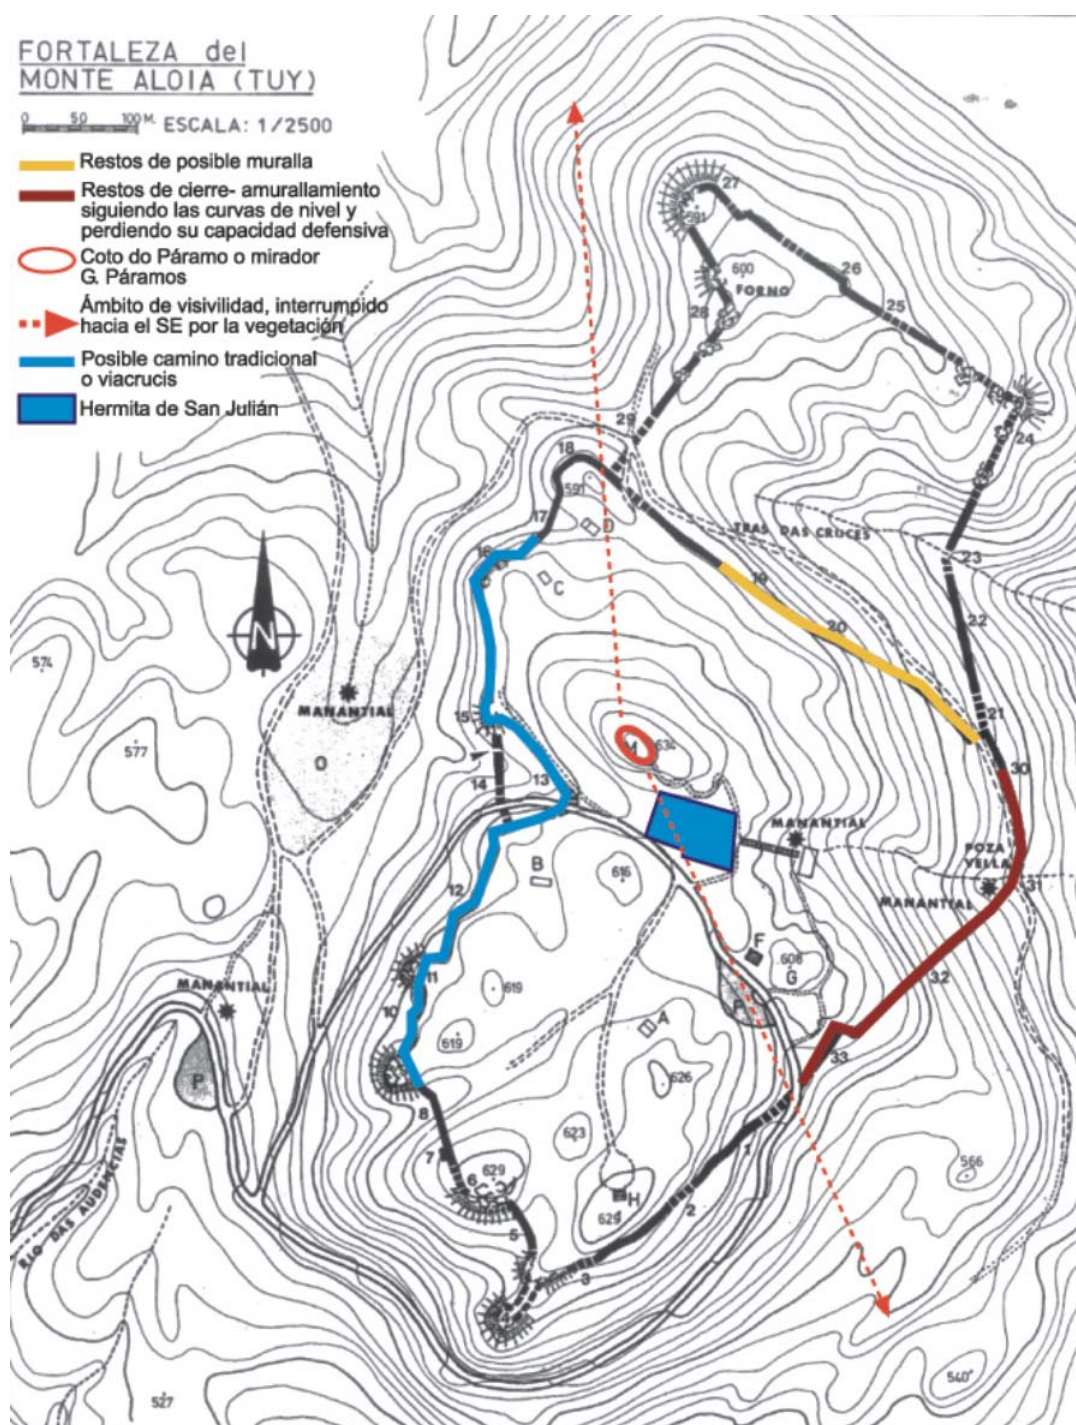 FORTALEZA del
MONTE ALOIA (TUY)
0 50 100 M. ESCALA: 1/2500
Restos de posible muralla
Restos de cierre- amurallamiento
siguiendo las curvas de nivel y
perdiendo su capacidad defensiva
Coto do Páramo o mirador
G. Páramos
Ámbito de visivilidad, interrumpido
hacia el SE por la vegetación
Posible camino tradicional
o viacrucis
Hermita de San Julián
27
591
600
FORNO
26
25
28
24
29
18
591
17
D
TRAS DAS CRUCES
23
16
C
19
22
20
N
574
MANANTIAL
15
21
577
O
M
634
30
14
13
MANANTIAL
POZA
VELLA
B
616
31
12
MANANTIAL
F
608
G
32
11
MANANTIAL
619
10
P
A
619
33
P
626
8
623
1
7
629
566
6
H
2
RIO DAS AUDENCIAS
629
5
3
4
540
527